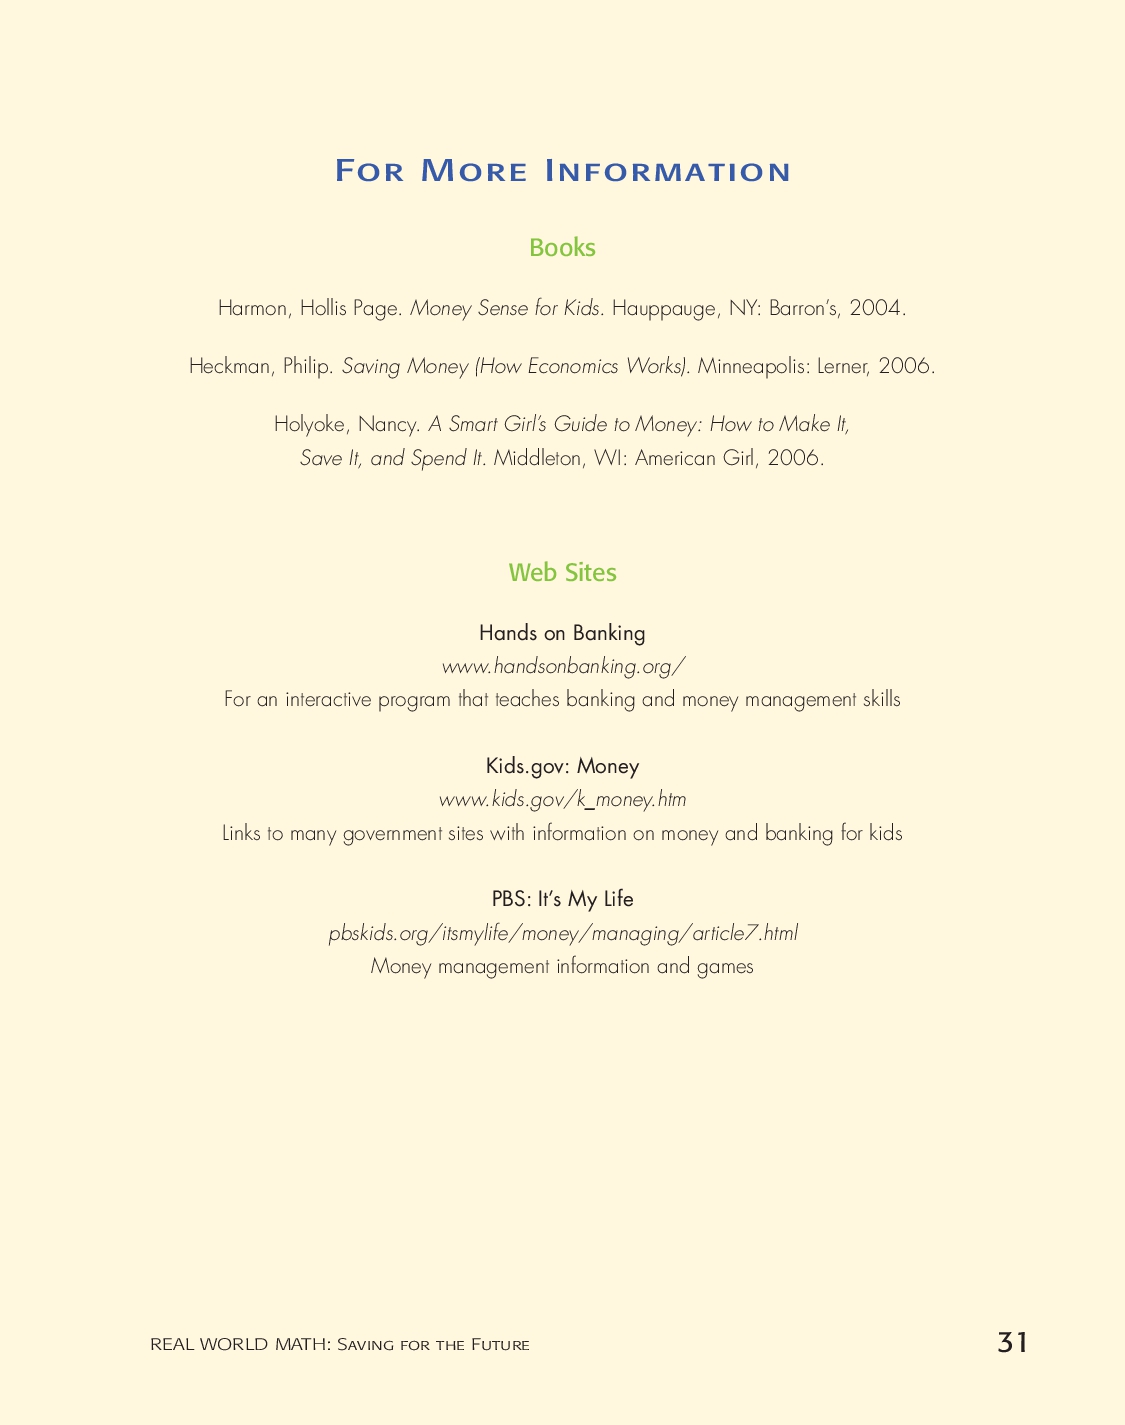 For More Information
Books
Harmon, Hollis Page. Money Sense for Kids. Hauppauge, NY: Barron’s, 2004.
Heckman, Philip. Saving Money (How Economics Works). Minneapolis: Lerner, 2006.
Holyoke, Nancy. A Smart Girl’s Guide to Money: How to Make It,
Save It, and Spend It. Middleton, WI: American Girl, 2006.
Web Sites
Hands on Banking
www.handsonbanking.org/
For an interactive program that teaches banking and money management skills
Kids.gov: Money
www.kids.gov/k_money.htm
Links to many government sites with information on money and banking for kids
PBS: It’s My Life
pbskids.org/itsmylife/money/managing/article7.html
Money management information and games
REAL WORLD MATH: Saving for the Future 31